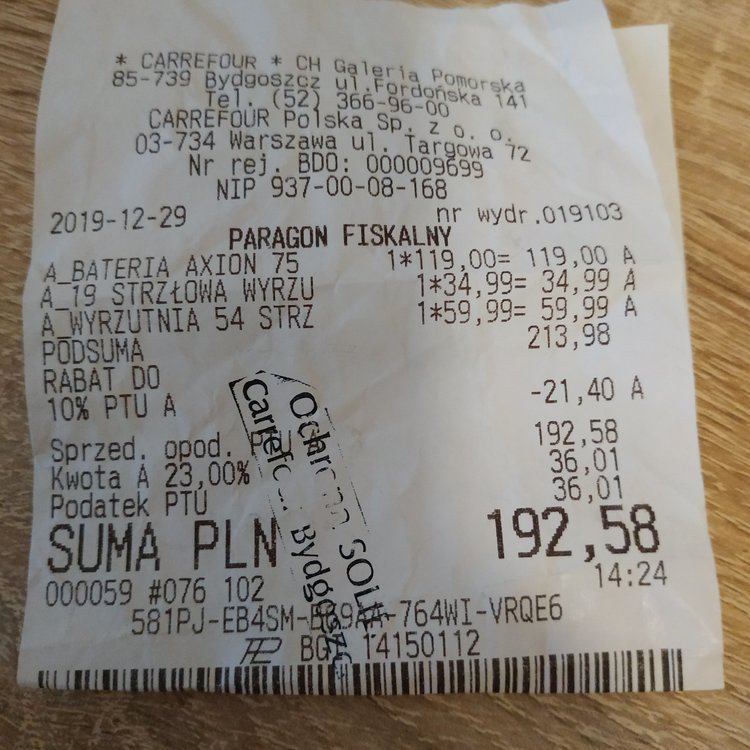 * CARREFOUR * CH Galeria Pomorska
85-739 Bydgoszcz ul.Fordońska 141
Tel. (52) 366-96-00
CARREFOUR Polska Sp. z o. o.
03-734 Warszawa ul. Targowa 72
Nr rej. BDO: 000009699
NIP 937-00-08-168
2019-12-29 nr wydr.019103
PARAGON FISKALNY
A_BATERIA AXION 75 1*119,00= 119,00 A
A_19 STRZŁOWA WYRZU 1*34,99= 34,99 A
A_WYRZUTNIA 54 STRZ 1*59,99= 59,99 A
PODSUMA 213,98
RABAT DO
10% PTU A -21,40 A
Sprzed. opod. 192,58
Kwota A 23,00% 36,01
Podatek PTU 36,01
SUMA PLN 192,58
000059 #076 102 14:24
BGC 14150112
Ochrona SOLE
Carrefour Bydgoszcz